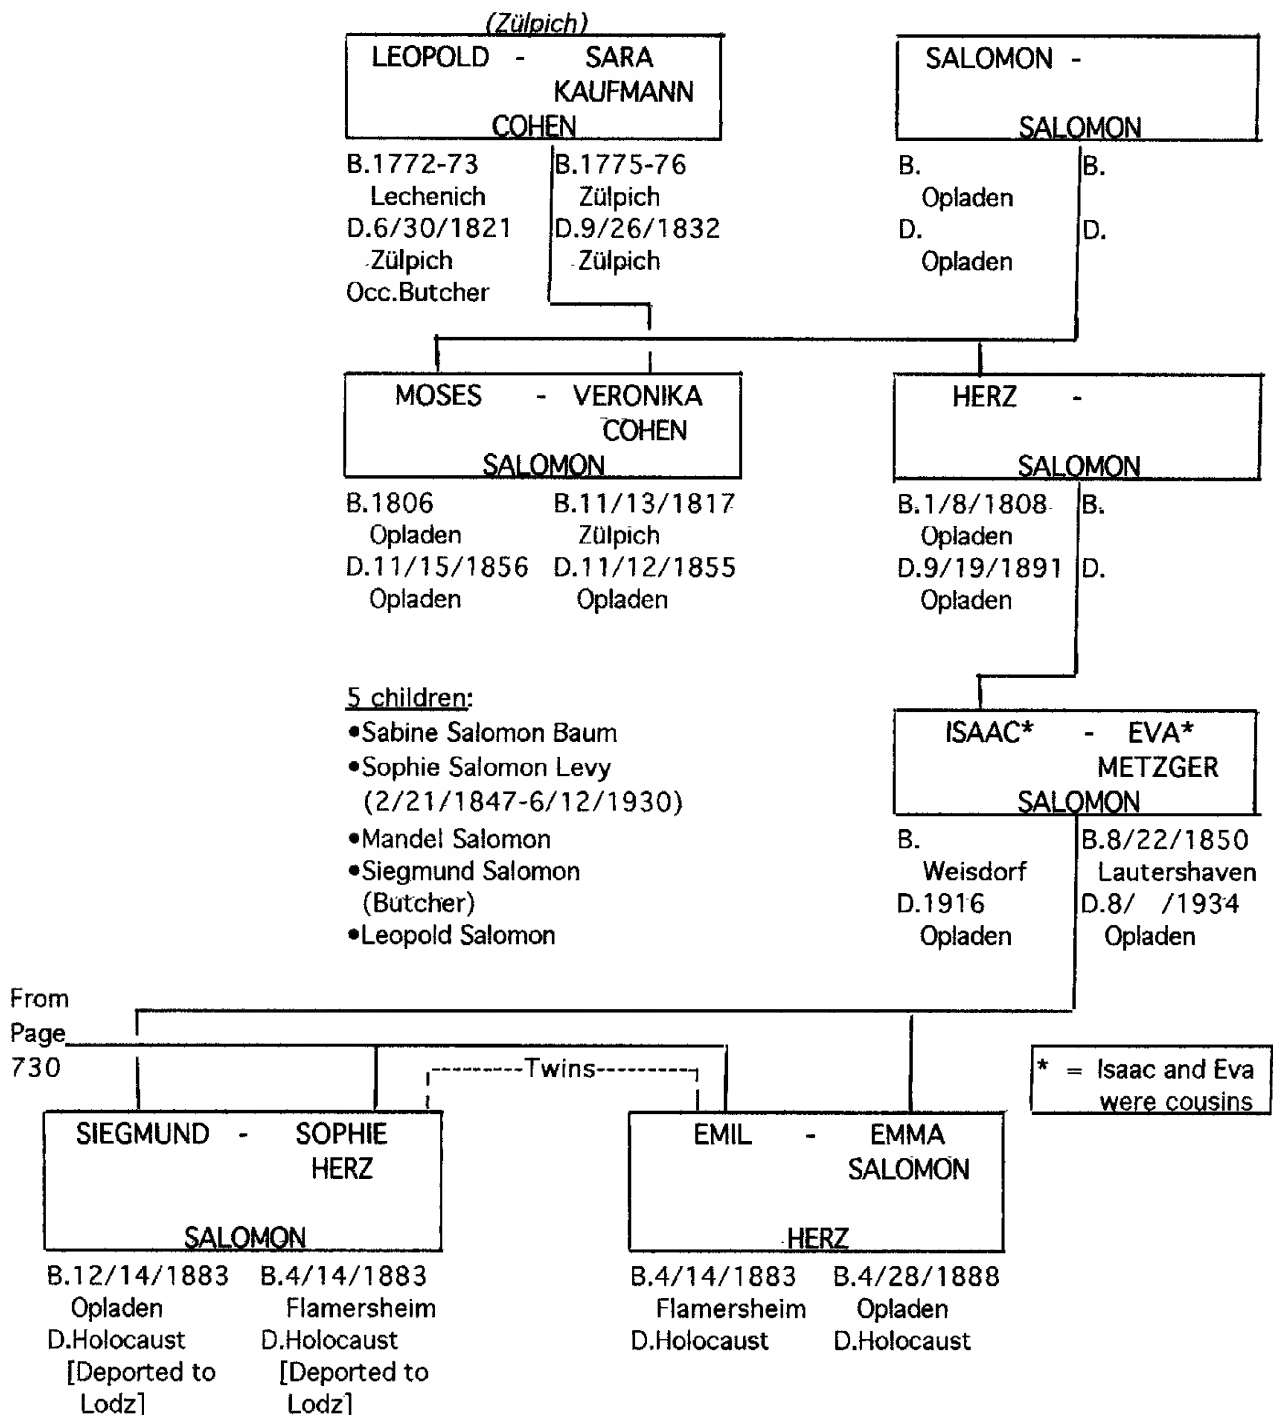 (Zülpich)
LEOPOLD - SARA
KAUFMANN
COHEN
B.1772-73 B.1775-76
Lechenich Zülpich
D.6/30/1821 D.9/26/1832
Zülpich Zülpich
Occ.Butcher
SALOMON -
SALOMON
B. B.
Opladen
D. D.
Opladen
MOSES - VERONIKA
COHEN
SALOMON
B.1806 B.11/13/1817
Opladen Zülpich
D.11/15/1856 D.11/12/1855
Opladen Opladen
HERZ -
SALOMON
B.1/8/1808 B.
Opladen
D.9/19/1891 D.
Opladen
5 children:
•Sabine Salomon Baum
•Sophie Salomon Levy
(2/21/1847-6/12/1930)
•Mandel Salomon
•Siegmund Salomon
(Butcher)
•Leopold Salomon
ISAAC* - EVA*
METZGER
SALOMON
B. B.8/22/1850
Weisdorf Lautershaven
D.1916 D.8/ /1934
Opladen Opladen
From
Page
730
--------Twins--------
* = Isaac and Eva
were cousins
SIEGMUND - SOPHIE
HERZ
SALOMON
B.12/14/1883 B.4/14/1883
Opladen Flamersheim
D.Holocaust D.Holocaust
[Deported to [Deported to
Lodz] Lodz]
EMIL - EMMA
SALOMON
HERZ
B.4/14/1883 B.4/28/1888
Flamersheim Opladen
D.Holocaust D.Holocaust